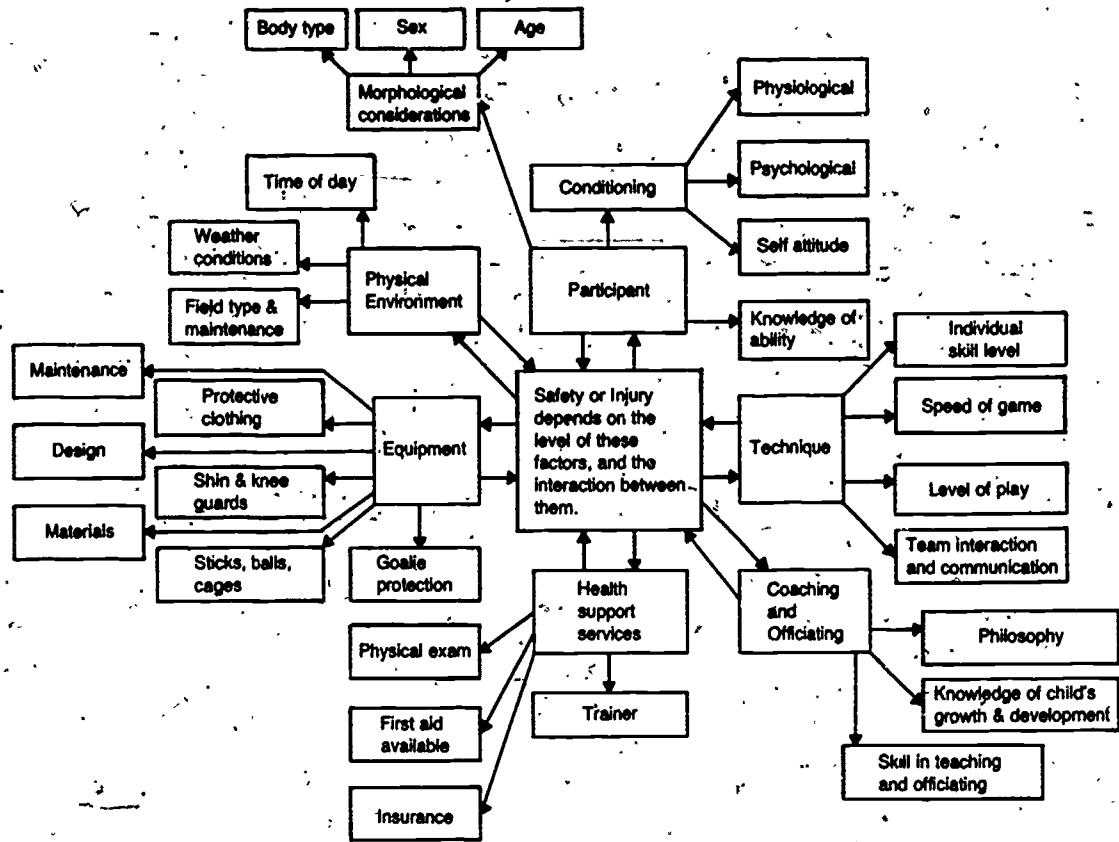 Body type
Sex
Age
Morphological
considerations
Physiological
Time of day
Conditioning
Psychological
Weather
conditions
Self attitude
Physical
Environment
Participant
Field type &
maintenance
Knowledge of
ability
Individual
skill level
Maintenance
Protective
clothing
Safety or Injury
depends on the
level of these
factors, and the
interaction between
them.
Speed of game
Design
Equipment
Technique
Shin & knee
guards
Level of play
Materials
Sticks, balls,
cages
Goalie
protection
Health
support
services
Coaching
and
Officiating
Team interaction
and communication
Physical exam
Philosophy
Trainer
Knowledge of child's
growth & development
First aid
available
Skill in teaching
and officiating
Insurance